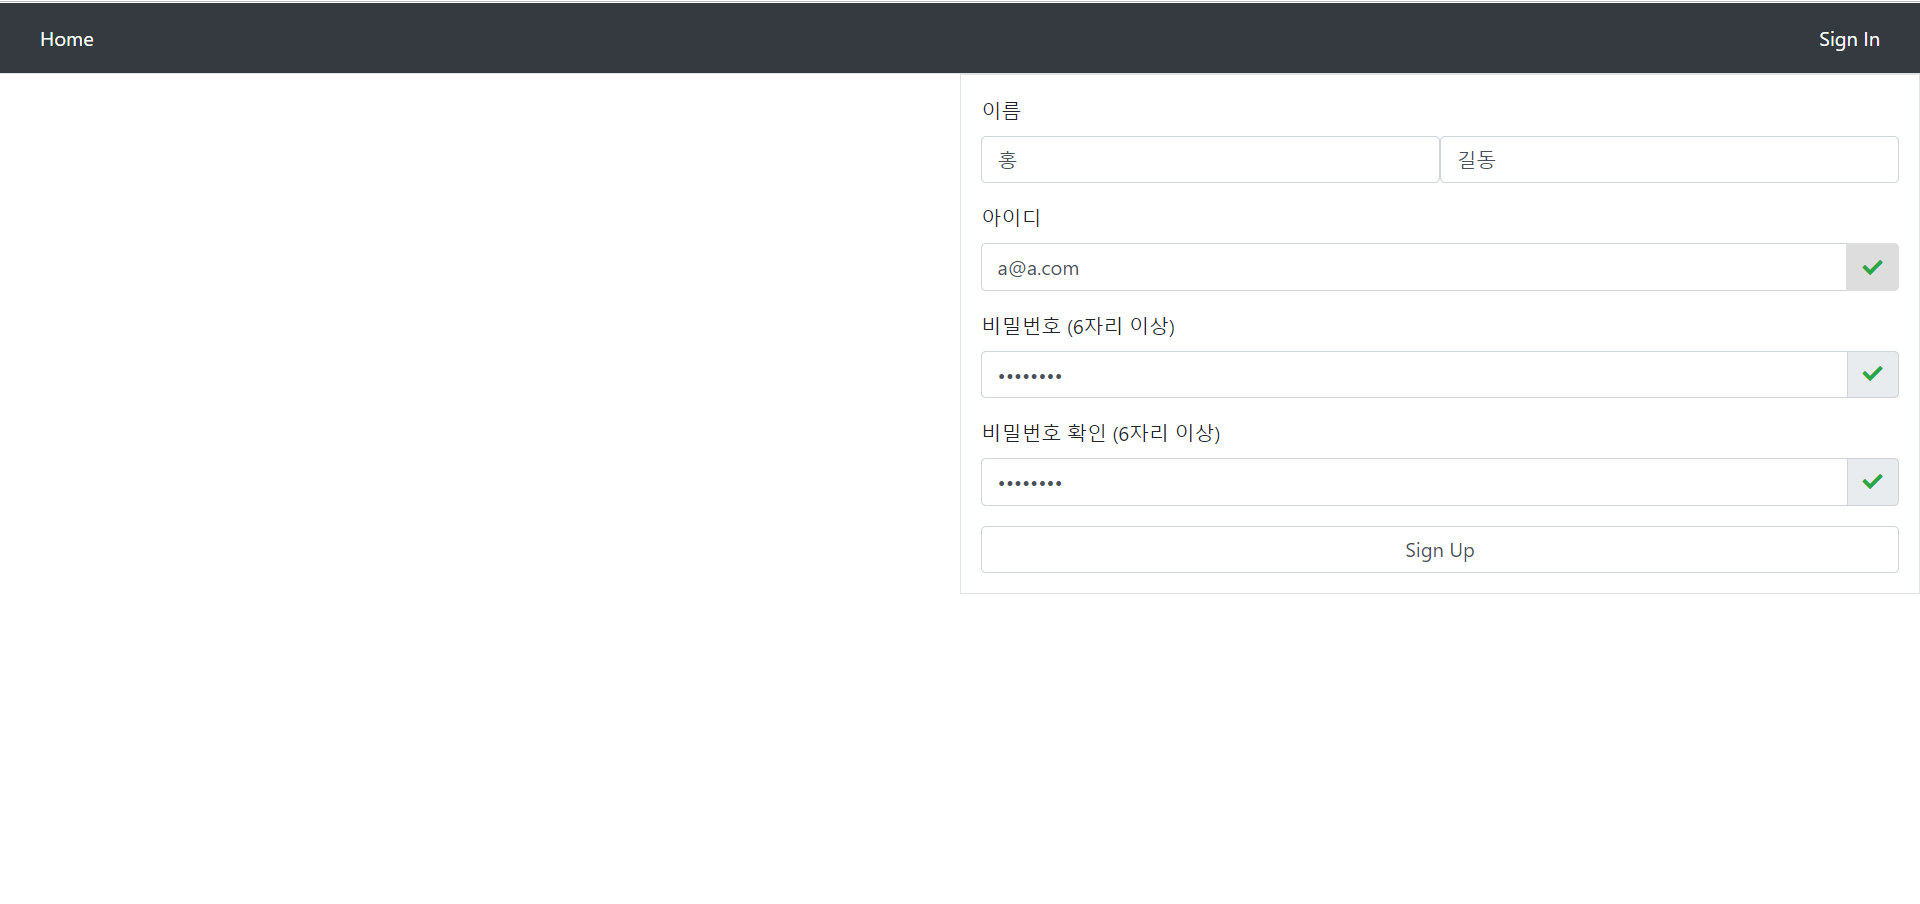 Home Sign In
이름
홍 길동
아이디
a@a.com
비밀번호 (6자리 이상)
••••••••
비밀번호 확인 (6자리 이상)
••••••••
Sign Up